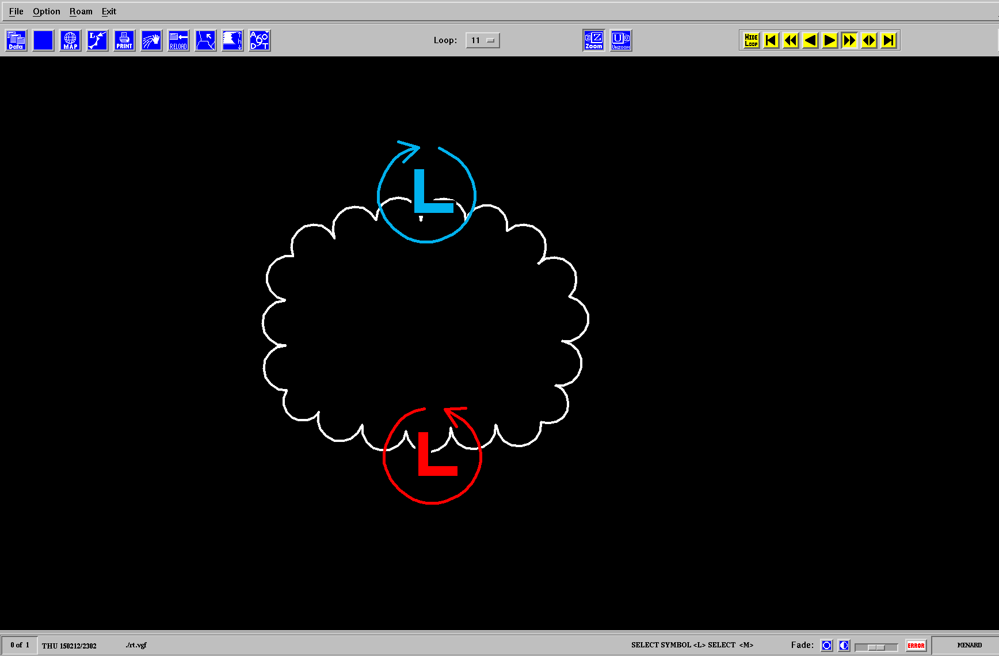 File Option Roam Exit
Data MAP L PRINT RELOAD h AGODT Loop: 11 Z Z Zoom U U UNZOOM HIDE LOOP
L
L
0 of 1 THU 150212/2302 ./rt.vgf SELECT SYMBOL <L> SELECT <M> Fade: ERROR MENARD